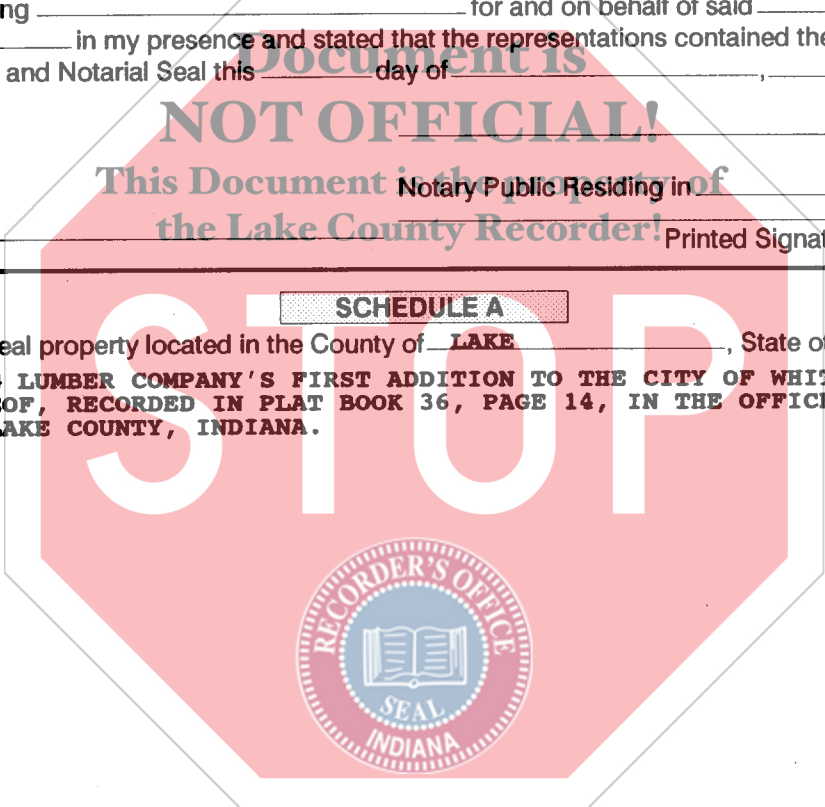 ng for and on behalf of said
in my presence and stated that the representations contained the
and Notarial Seal this day of ,
Document is
NOT OFFICIAL!
This Document is the property of
Notary Public Residing in
the Lake County Recorder!
Printed Signat
STOP
SCHEDULE A
eal property located in the County of LAKE , State of
LUMBER COMPANY'S FIRST ADDITION TO THE CITY OF WHIT
OF, RECORDED IN PLAT BOOK 36, PAGE 14, IN THE OFFIC
AKE COUNTY, INDIANA.
RECORDER'S OFFICE
SEAL
INDIANA